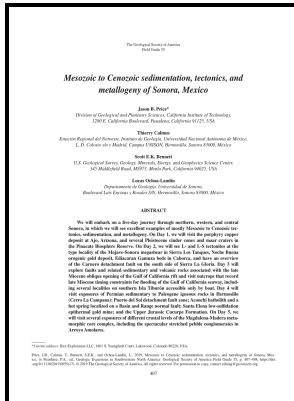 The Geological Society of America
Field Guide 55
Mesozoic to Cenozoic sedimentation, tectonics, and
metallogeny of Sonora, Mexico
Jason B. Price*
Division of Geological and Planetary Sciences, California Institute of Technology,
1200 E. California Boulevard, Pasadena, California 91125, USA
Thierry Calmus
Estación Regional del Noroeste, Instituto de Geología, Universidad Nacional Autónoma de México,
L. D. Colosio s/n y Madrid, Campus UNISON, Hermosillo, Sonora 83000, México
Scott E.K. Bennett
U.S. Geological Survey, Geology, Minerals, Energy, and Geophysics Science Center,
345 Middlefield Road, MS973, Menlo Park, California 94025, USA
Lucas Ochoa-Landín
Departamento de Geología, Universidad de Sonora,
Boulevard Luis Encinas y Rosales S/N, Hermosillo, Sonora 83000, México
ABSTRACT
We will embark on a five-day journey through northern, western, and central
Sonora, in which we will see excellent examples of mostly Mesozoic to Cenozoic tec-
tonics, sedimentation, and metallogeny. On Day 1, we will visit the porphyry copper
deposit at Ajo, Arizona, and several Pleistocene cinder cones and maar craters in
the Pinacate Biosphere Reserve. On Day 2, we will see L- and L-S tectonites at the
type locality of the Mojave-Sonora megashear in Sierra Los Tanques, Noche Buena
orogenic gold deposit, Ediacaran Gamuza beds in Caborca, and have an overview
of the Carnero detachment fault on the south side of Sierra La Gloria. Day 3 will
explore faults and related sedimentary and volcanic rocks associated with the late
Miocene oblique opening of the Gulf of California rift and visit outcrops that record
late Miocene timing constraints for flooding of the Gulf of California seaway, includ-
ing several localities on southern Isla Tiburón accessible only by boat. Day 4 will
visit exposures of Permian sedimentary to Paleogene igneous rocks in Hermosillo
(Cerro La Campana); Puerto del Sol detachment fault zone; Aconchi batholith and a
hot spring localized on a Basin and Range normal fault; Santa Elena low-sulfidation
epithermal gold mine; and the Upper Jurassic Cucurpe Formation. On Day 5, we
will visit several exposures of different crustal levels of the Magdalena-Madera meta-
morphic core complex, including the spectacular stretched pebble conglomerates in
Arroyo Amolares.
407